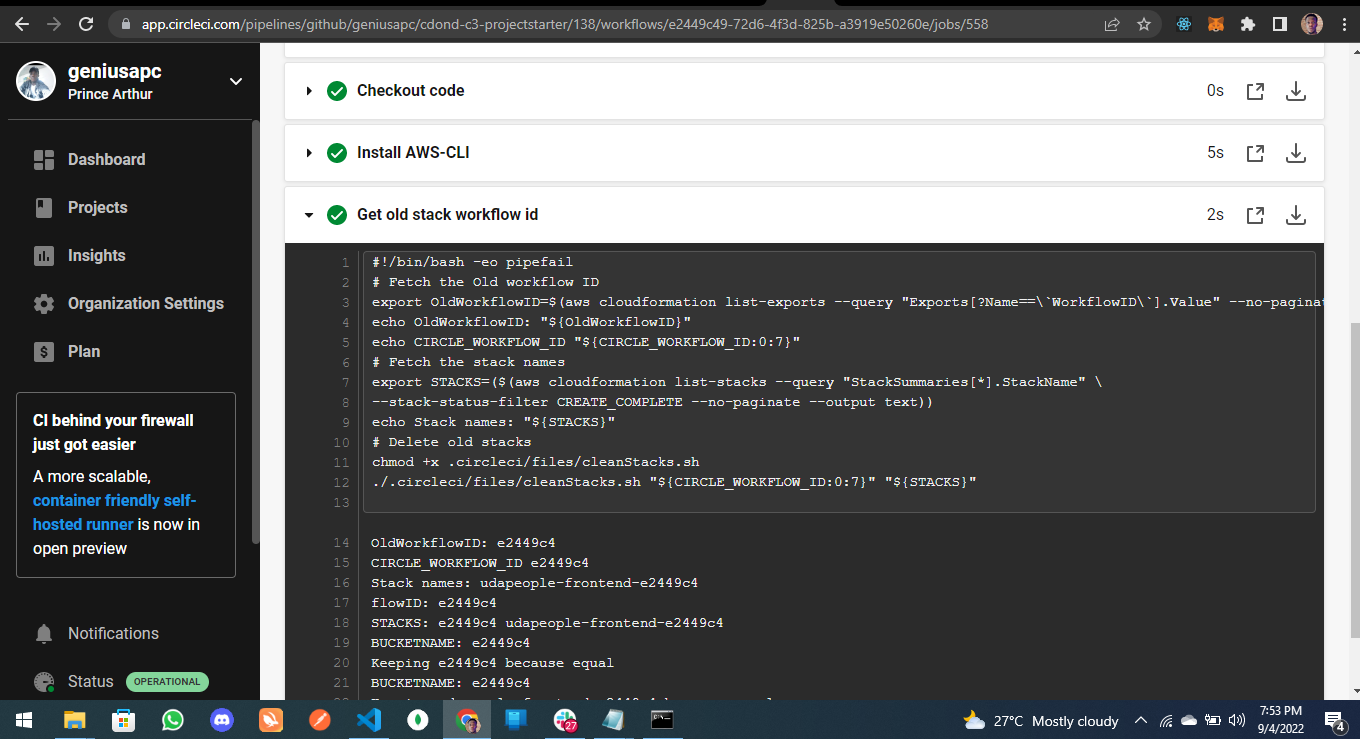 app.circleci.com/pipelines/github/geniusapc/cdond-c3-projectstarter/138/workflows/e2449c49-72d6-4f3d-825b-a3919e50260e/jobs/558
geniusapc
Prince Arthur
Dashboard
Projects
Insights
Organization Settings
Plan
CI behind your firewall
just got easier
A more scalable,
container friendly self-
hosted runner is now in
open preview
Notifications
Status OPERATIONAL
Checkout code 0s
Install AWS-CLI 5s
Get old stack workflow id 2s
1 #!/bin/bash -eo pipefail
2 # Fetch the Old workflow ID
3 export OldWorkflowID=$(aws cloudformation list-exports --query "Exports[?Name==\`WorkflowID\`].Value" --no-paginat
4 echo OldWorkflowID: "${OldWorkflowID}"
5 echo CIRCLE_WORKFLOW_ID "${CIRCLE_WORKFLOW_ID:0:7}"
6 # Fetch the stack names
7 export STACKS=($(aws cloudformation list-stacks --query "StackSummaries[*].StackName" \
8 --stack-status-filter CREATE_COMPLETE --no-paginate --output text))
9 echo Stack names: "${STACKS}"
10 # Delete old stacks
11 chmod +x .circleci/files/cleanStacks.sh
12 ./.circleci/files/cleanStacks.sh "${CIRCLE_WORKFLOW_ID:0:7}" "${STACKS}"
13
14 OldWorkflowID: e2449c4
15 CIRCLE_WORKFLOW_ID e2449c4
16 Stack names: udapeople-frontend-e2449c4
17 flowID: e2449c4
18 STACKS: e2449c4 udapeople-frontend-e2449c4
19 BUCKETNAME: e2449c4
20 Keeping e2449c4 because equal
21 BUCKETNAME: e2449c4
27
27°C Mostly cloudy
7:53 PM
9/4/2022
4